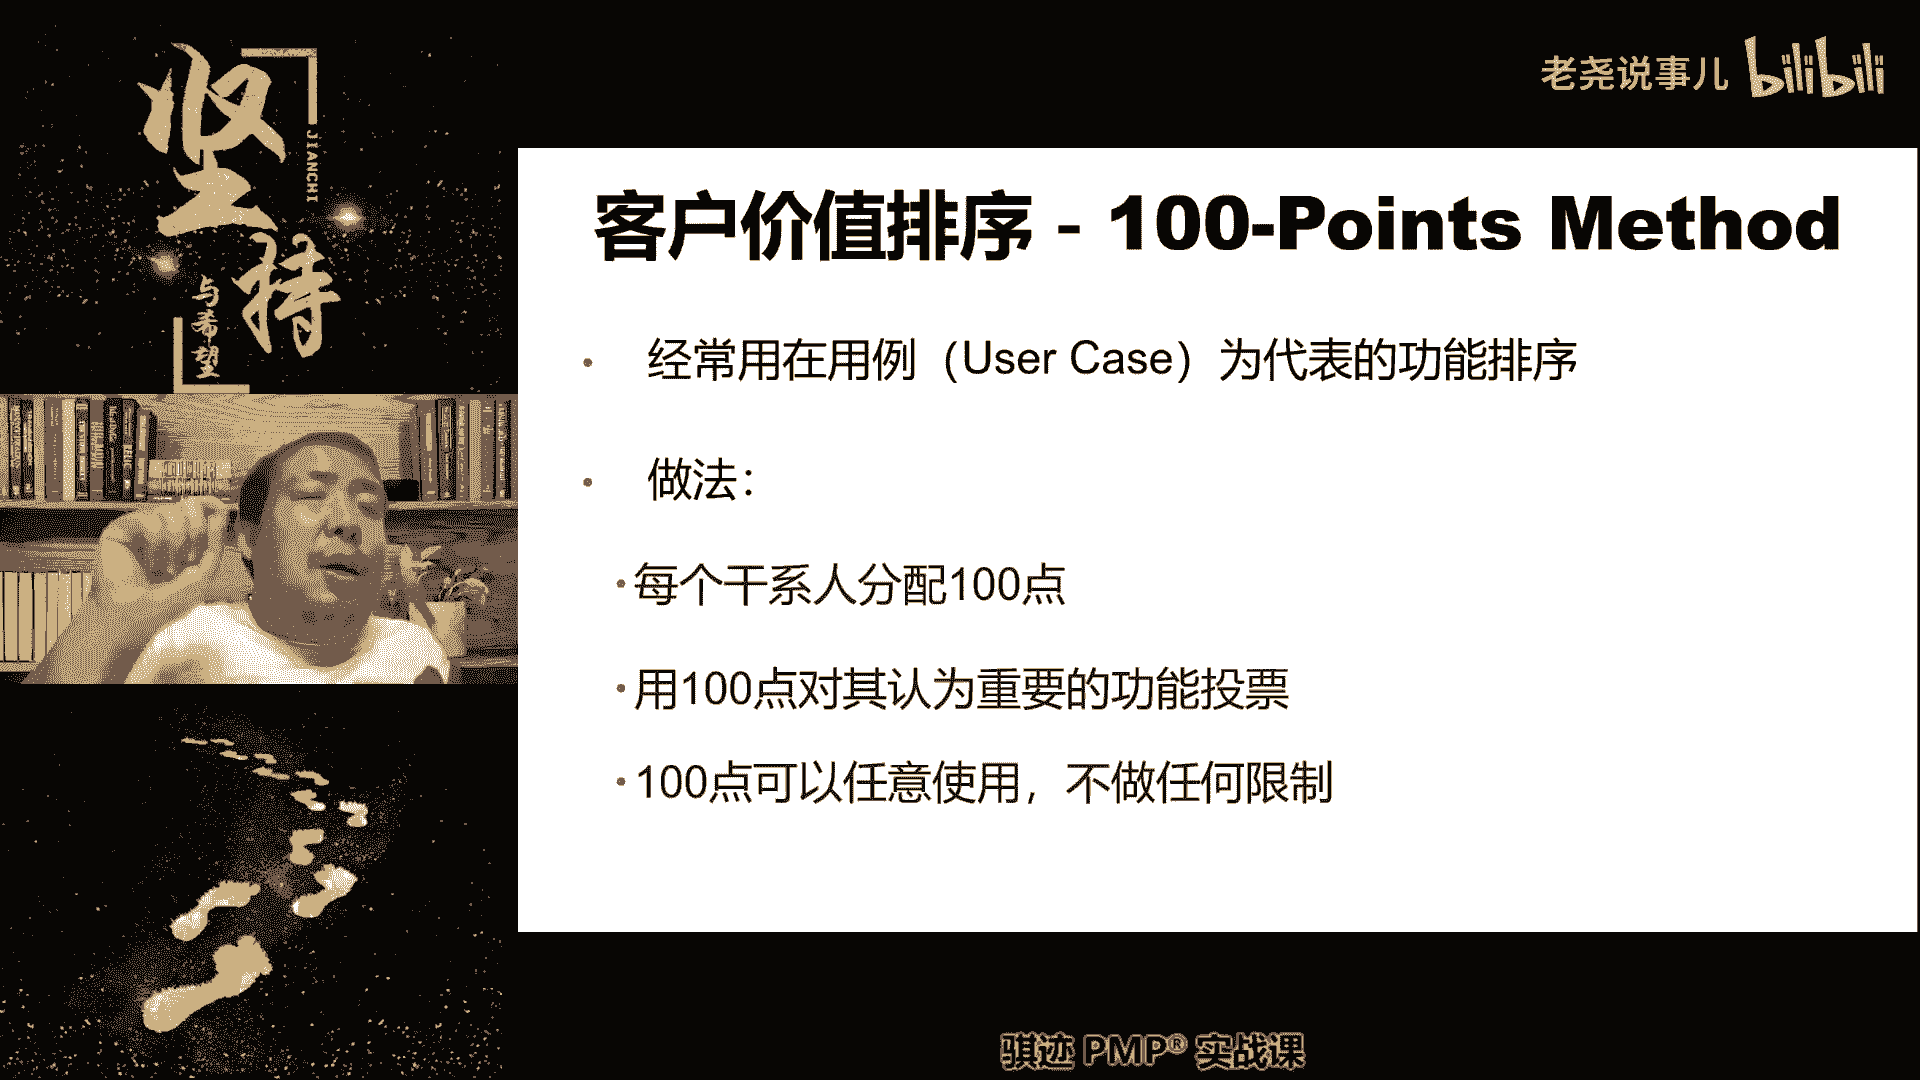 坚持
JIANCHI
与希望
老尧说事儿 bilibili
客户价值排序 - 100-Points Method
• 经常用在用例（User Case）为代表的功能排序
• 做法：
• 每个干系人分配100点
• 用100点对其认为重要的功能投票
• 100点可以任意使用，不做任何限制
骐迹 PMP® 实战课